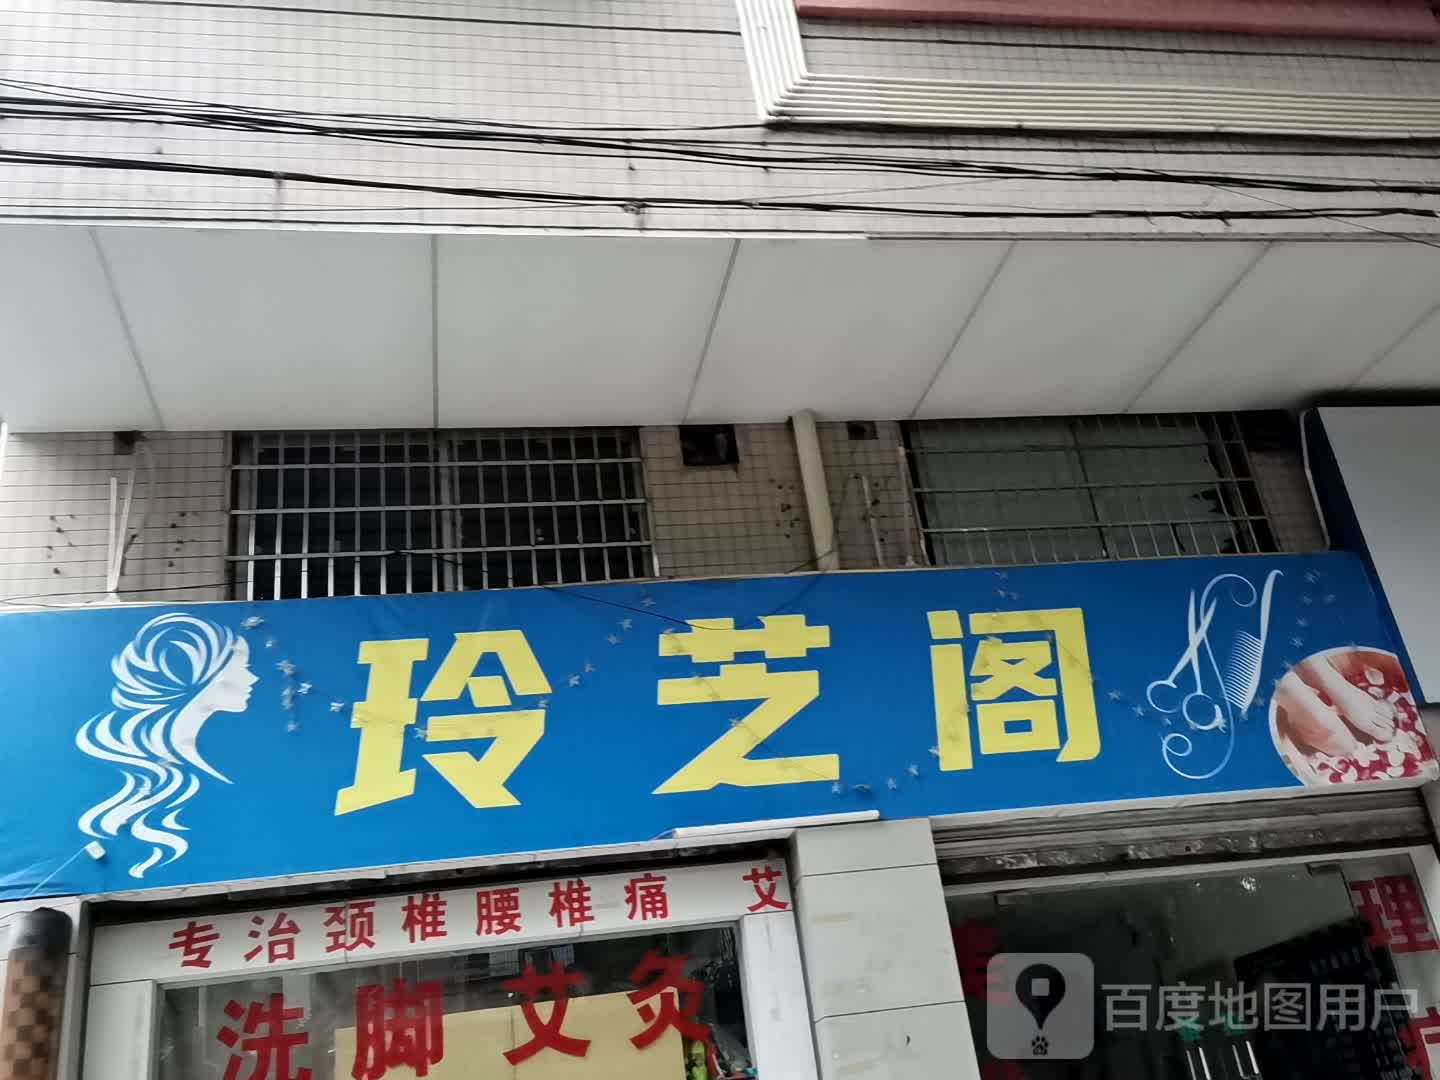 玲芝阁
专治颈椎腰椎痛 艾
洗脚艾灸
理
百度地图用户